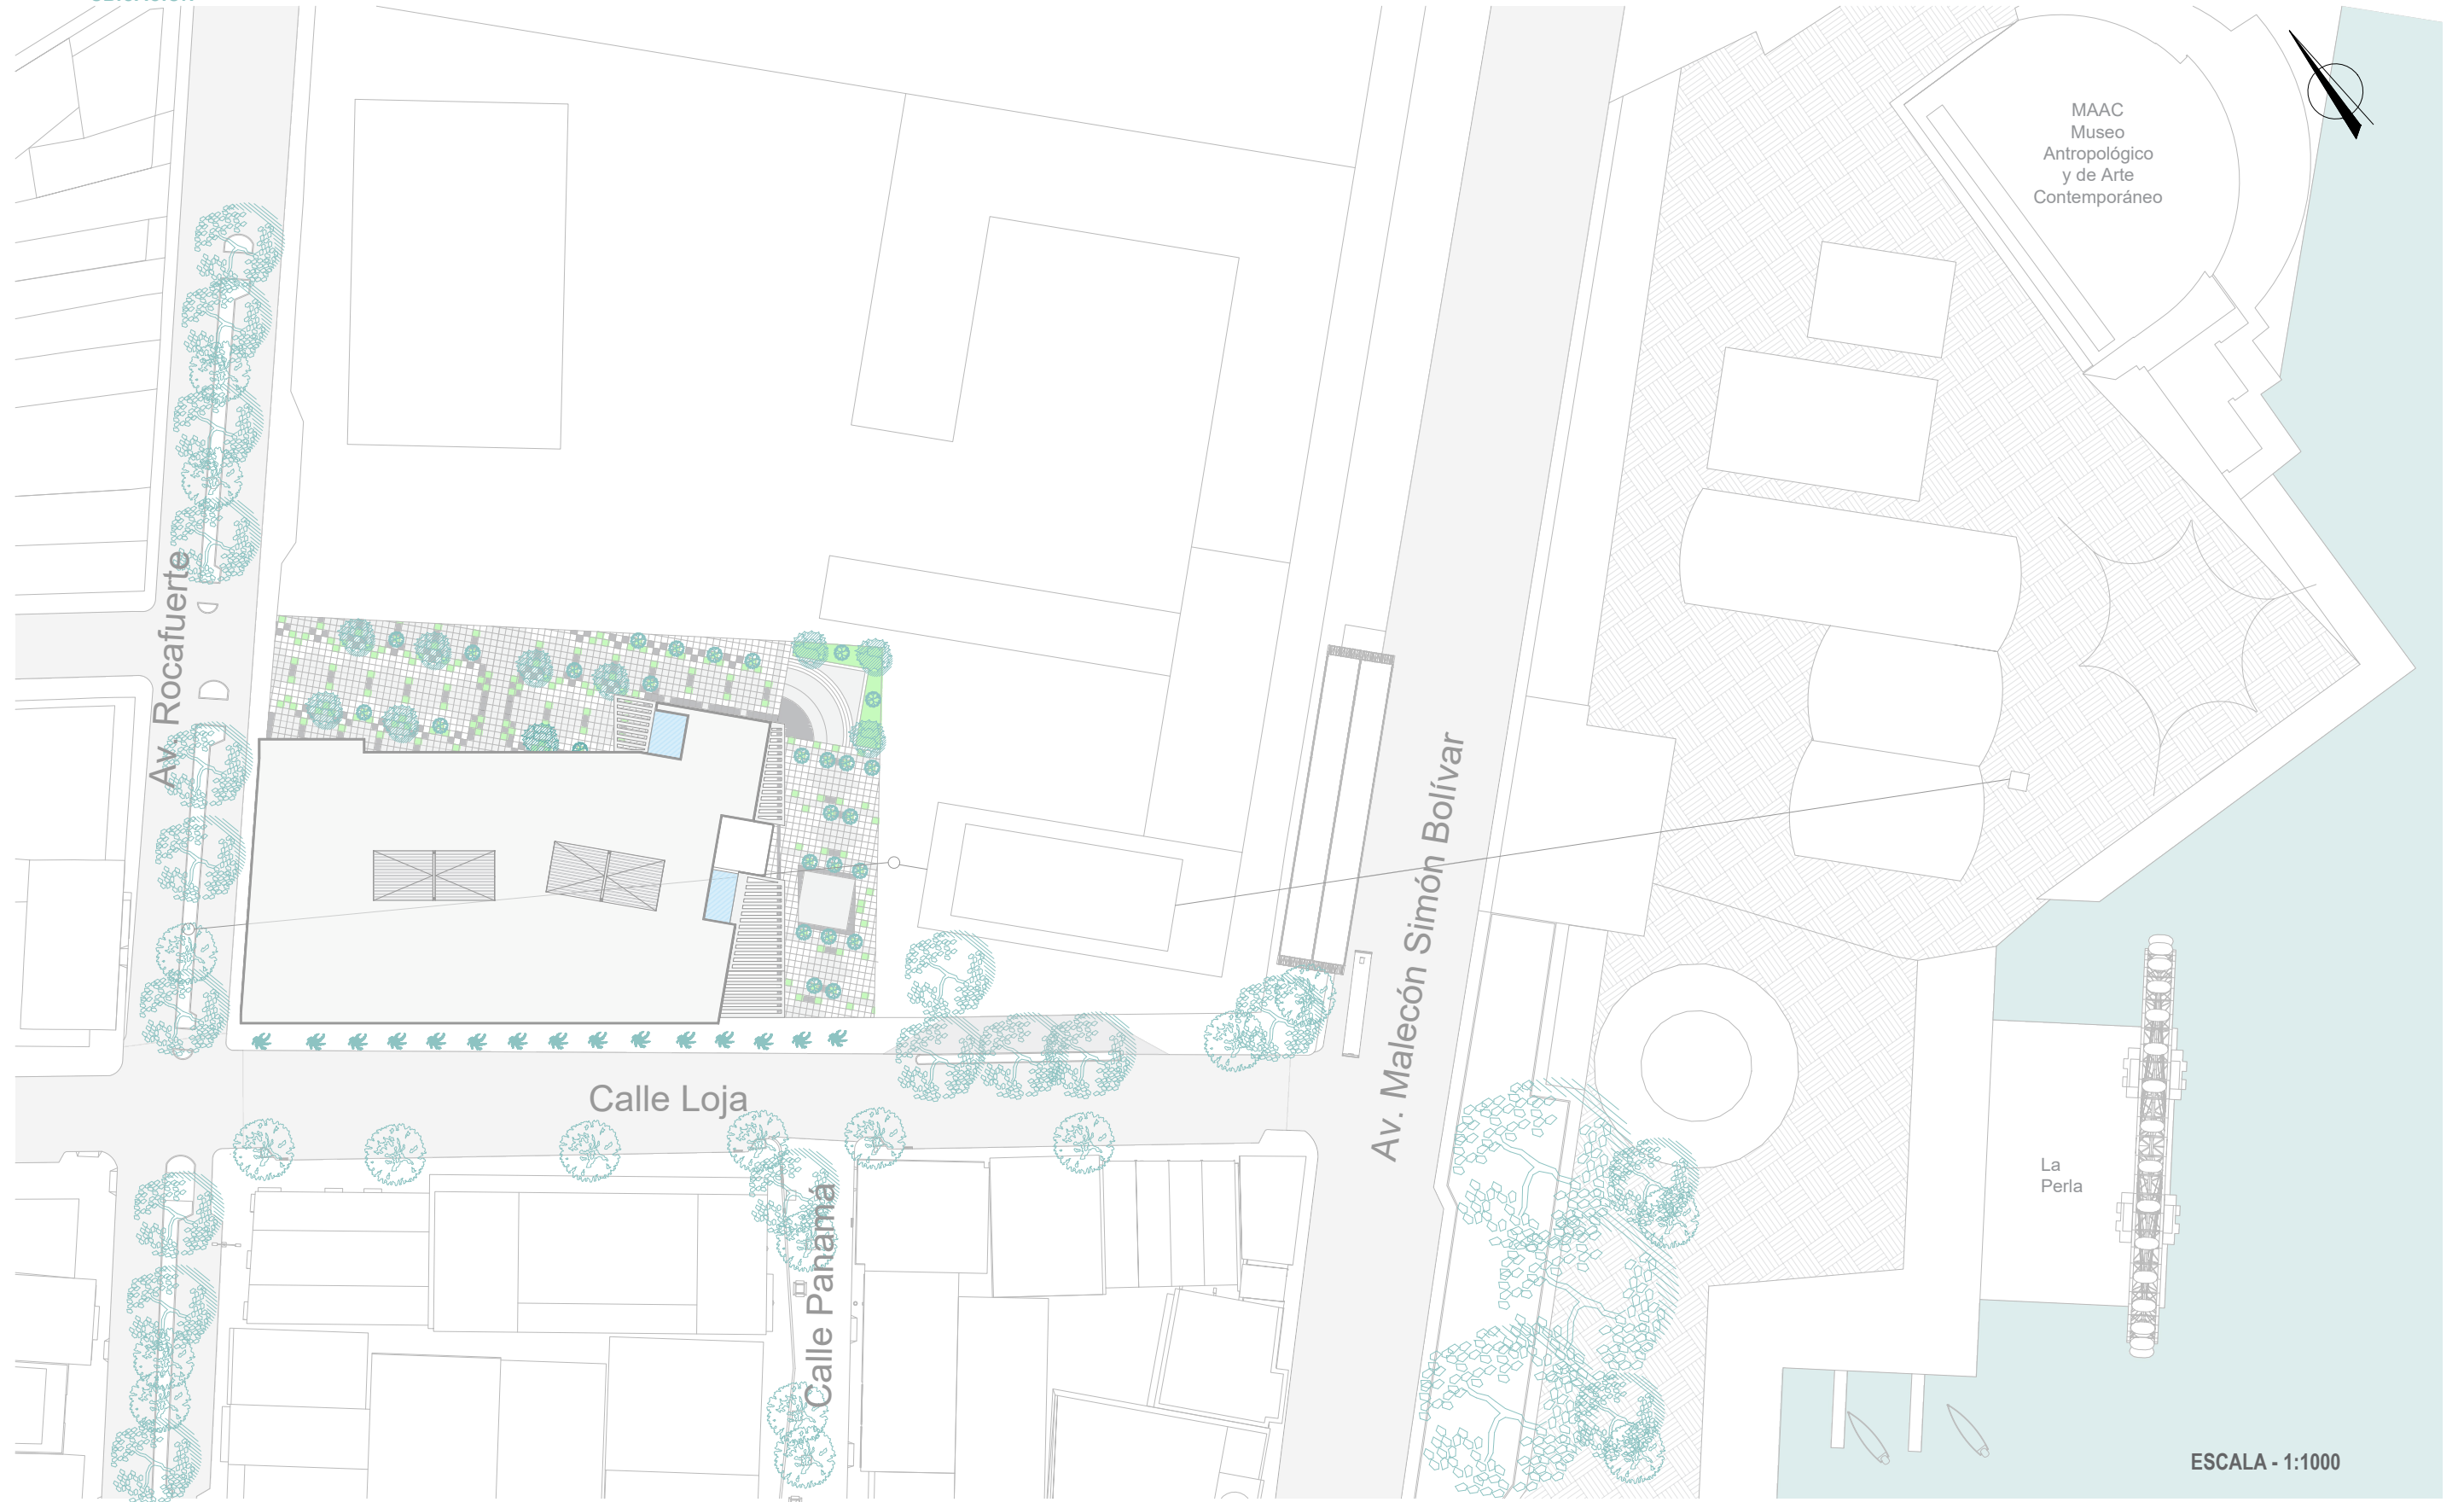 MAAC
Museo
Antropológico
y de Arte
Contemporáneo
Av. Rocafuerte
Av. Malecón Simón Bolívar
Calle Loja
La
Perla
Calle Panamá
ESCALA - 1:1000